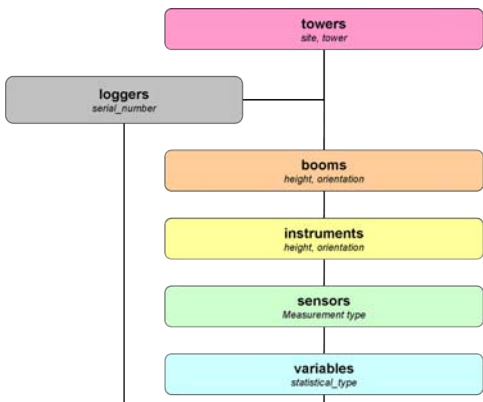 towers
site, tower
loggers
serial_number
booms
height, orientation
instruments
height, orientation
sensors
Measurement type
variables
statistical_type